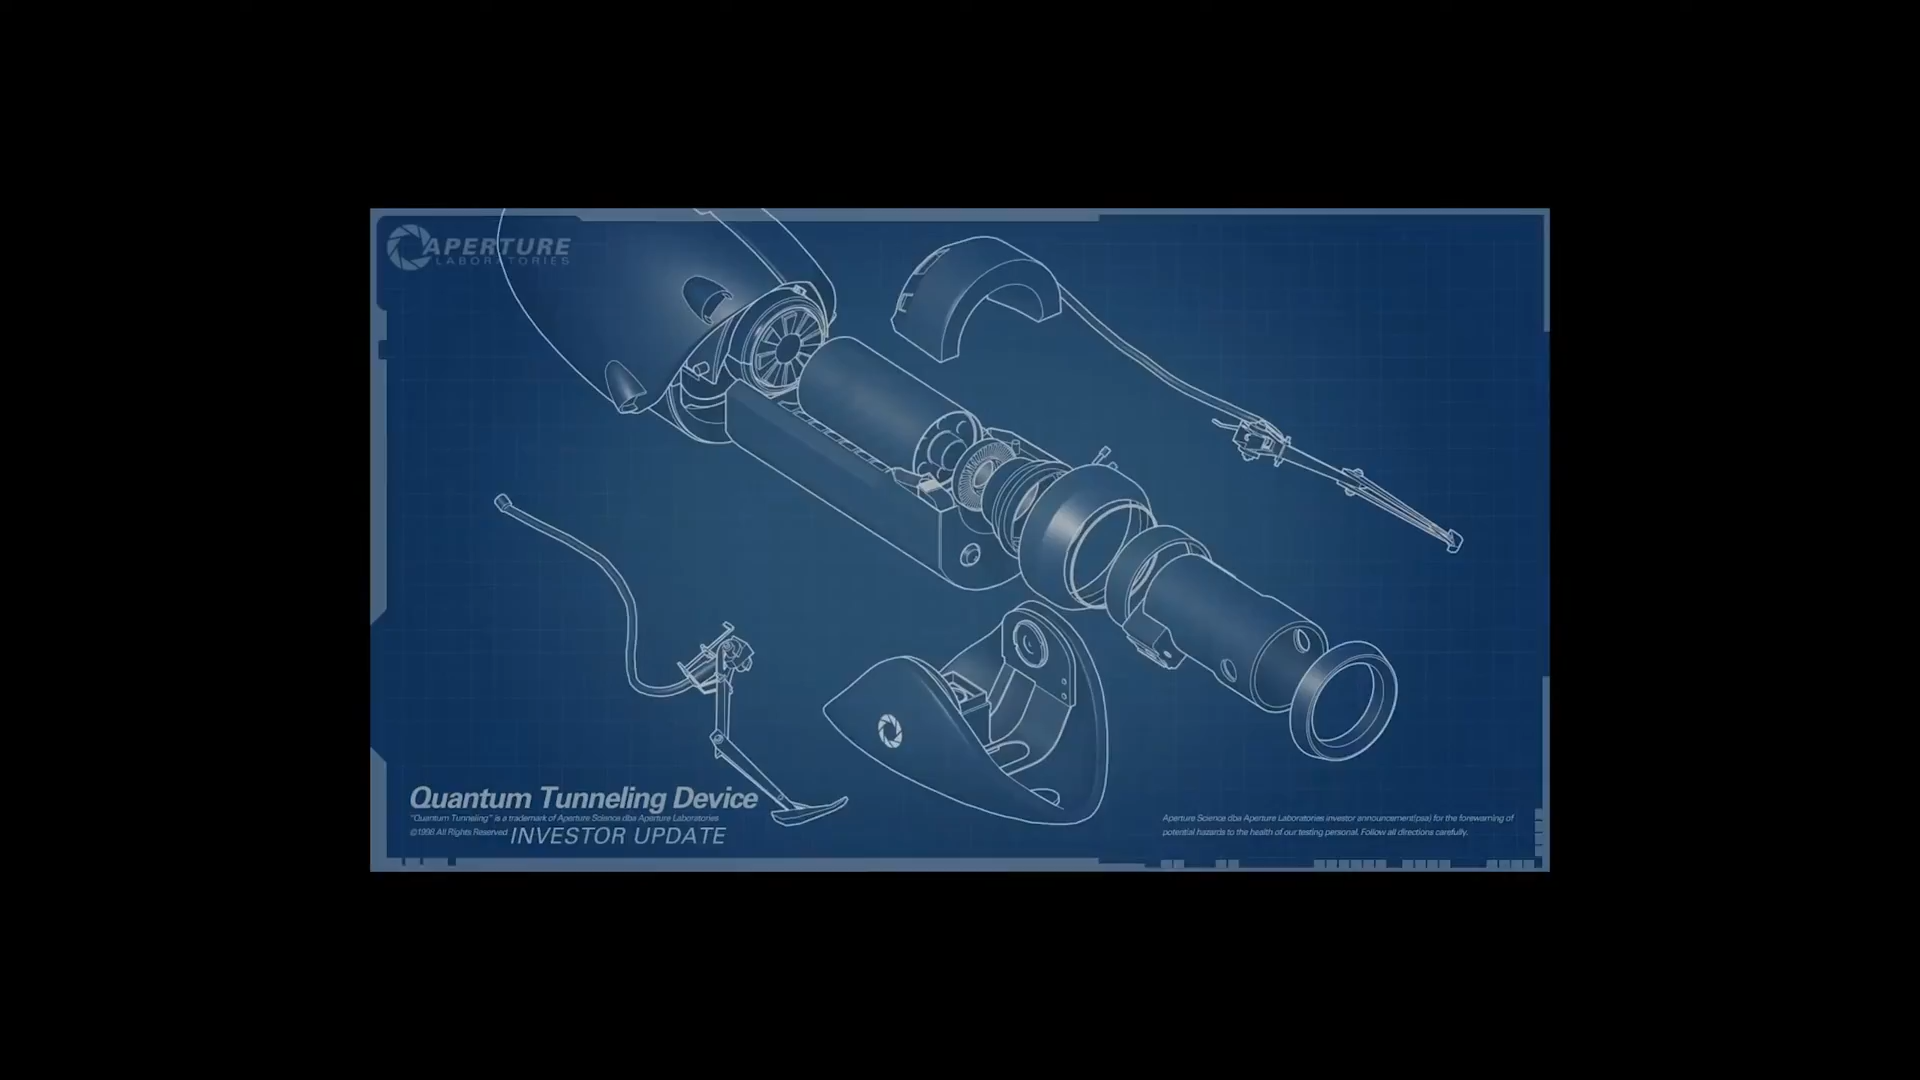 APERTURE
LABORATORIES
Quantum Tunneling Device
"Quantum Tunneling" is a trademark of Aperture Science dba Aperture Laboratories
©1998 All Rights Reserved INVESTOR UPDATE
Aperture Science dba Aperture Laboratories investor announcement(psa) for the forewarning of
potential hazards to the health of our testing personal. Follow all directions carefully.